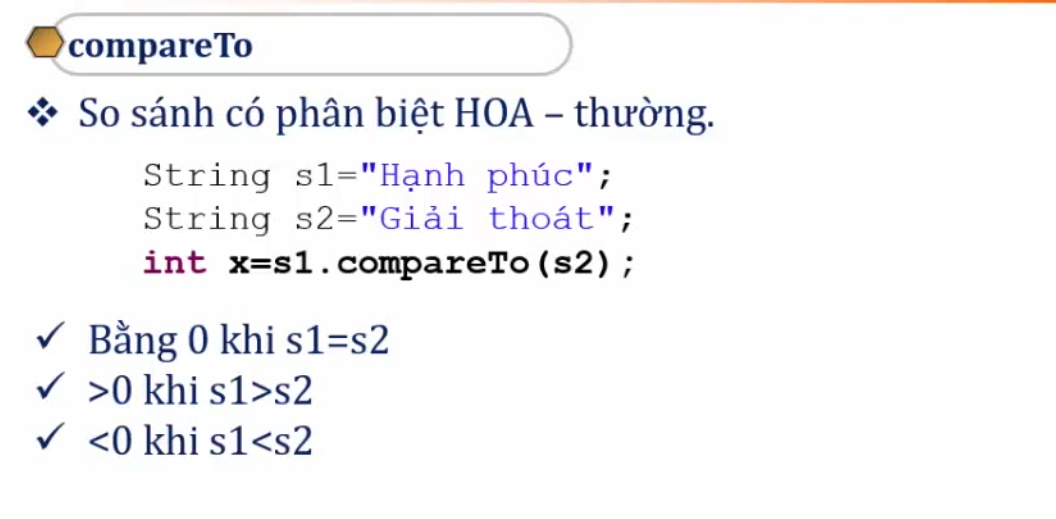 compareTo
So sánh có phân biệt HOA – thường.
String s1="Hạnh phúc";
String s2="Giải thoát";
int x=s1.compareTo(s2);
Bằng 0 khi s1=s2
>0 khi s1>s2
<0 khi s1<s2